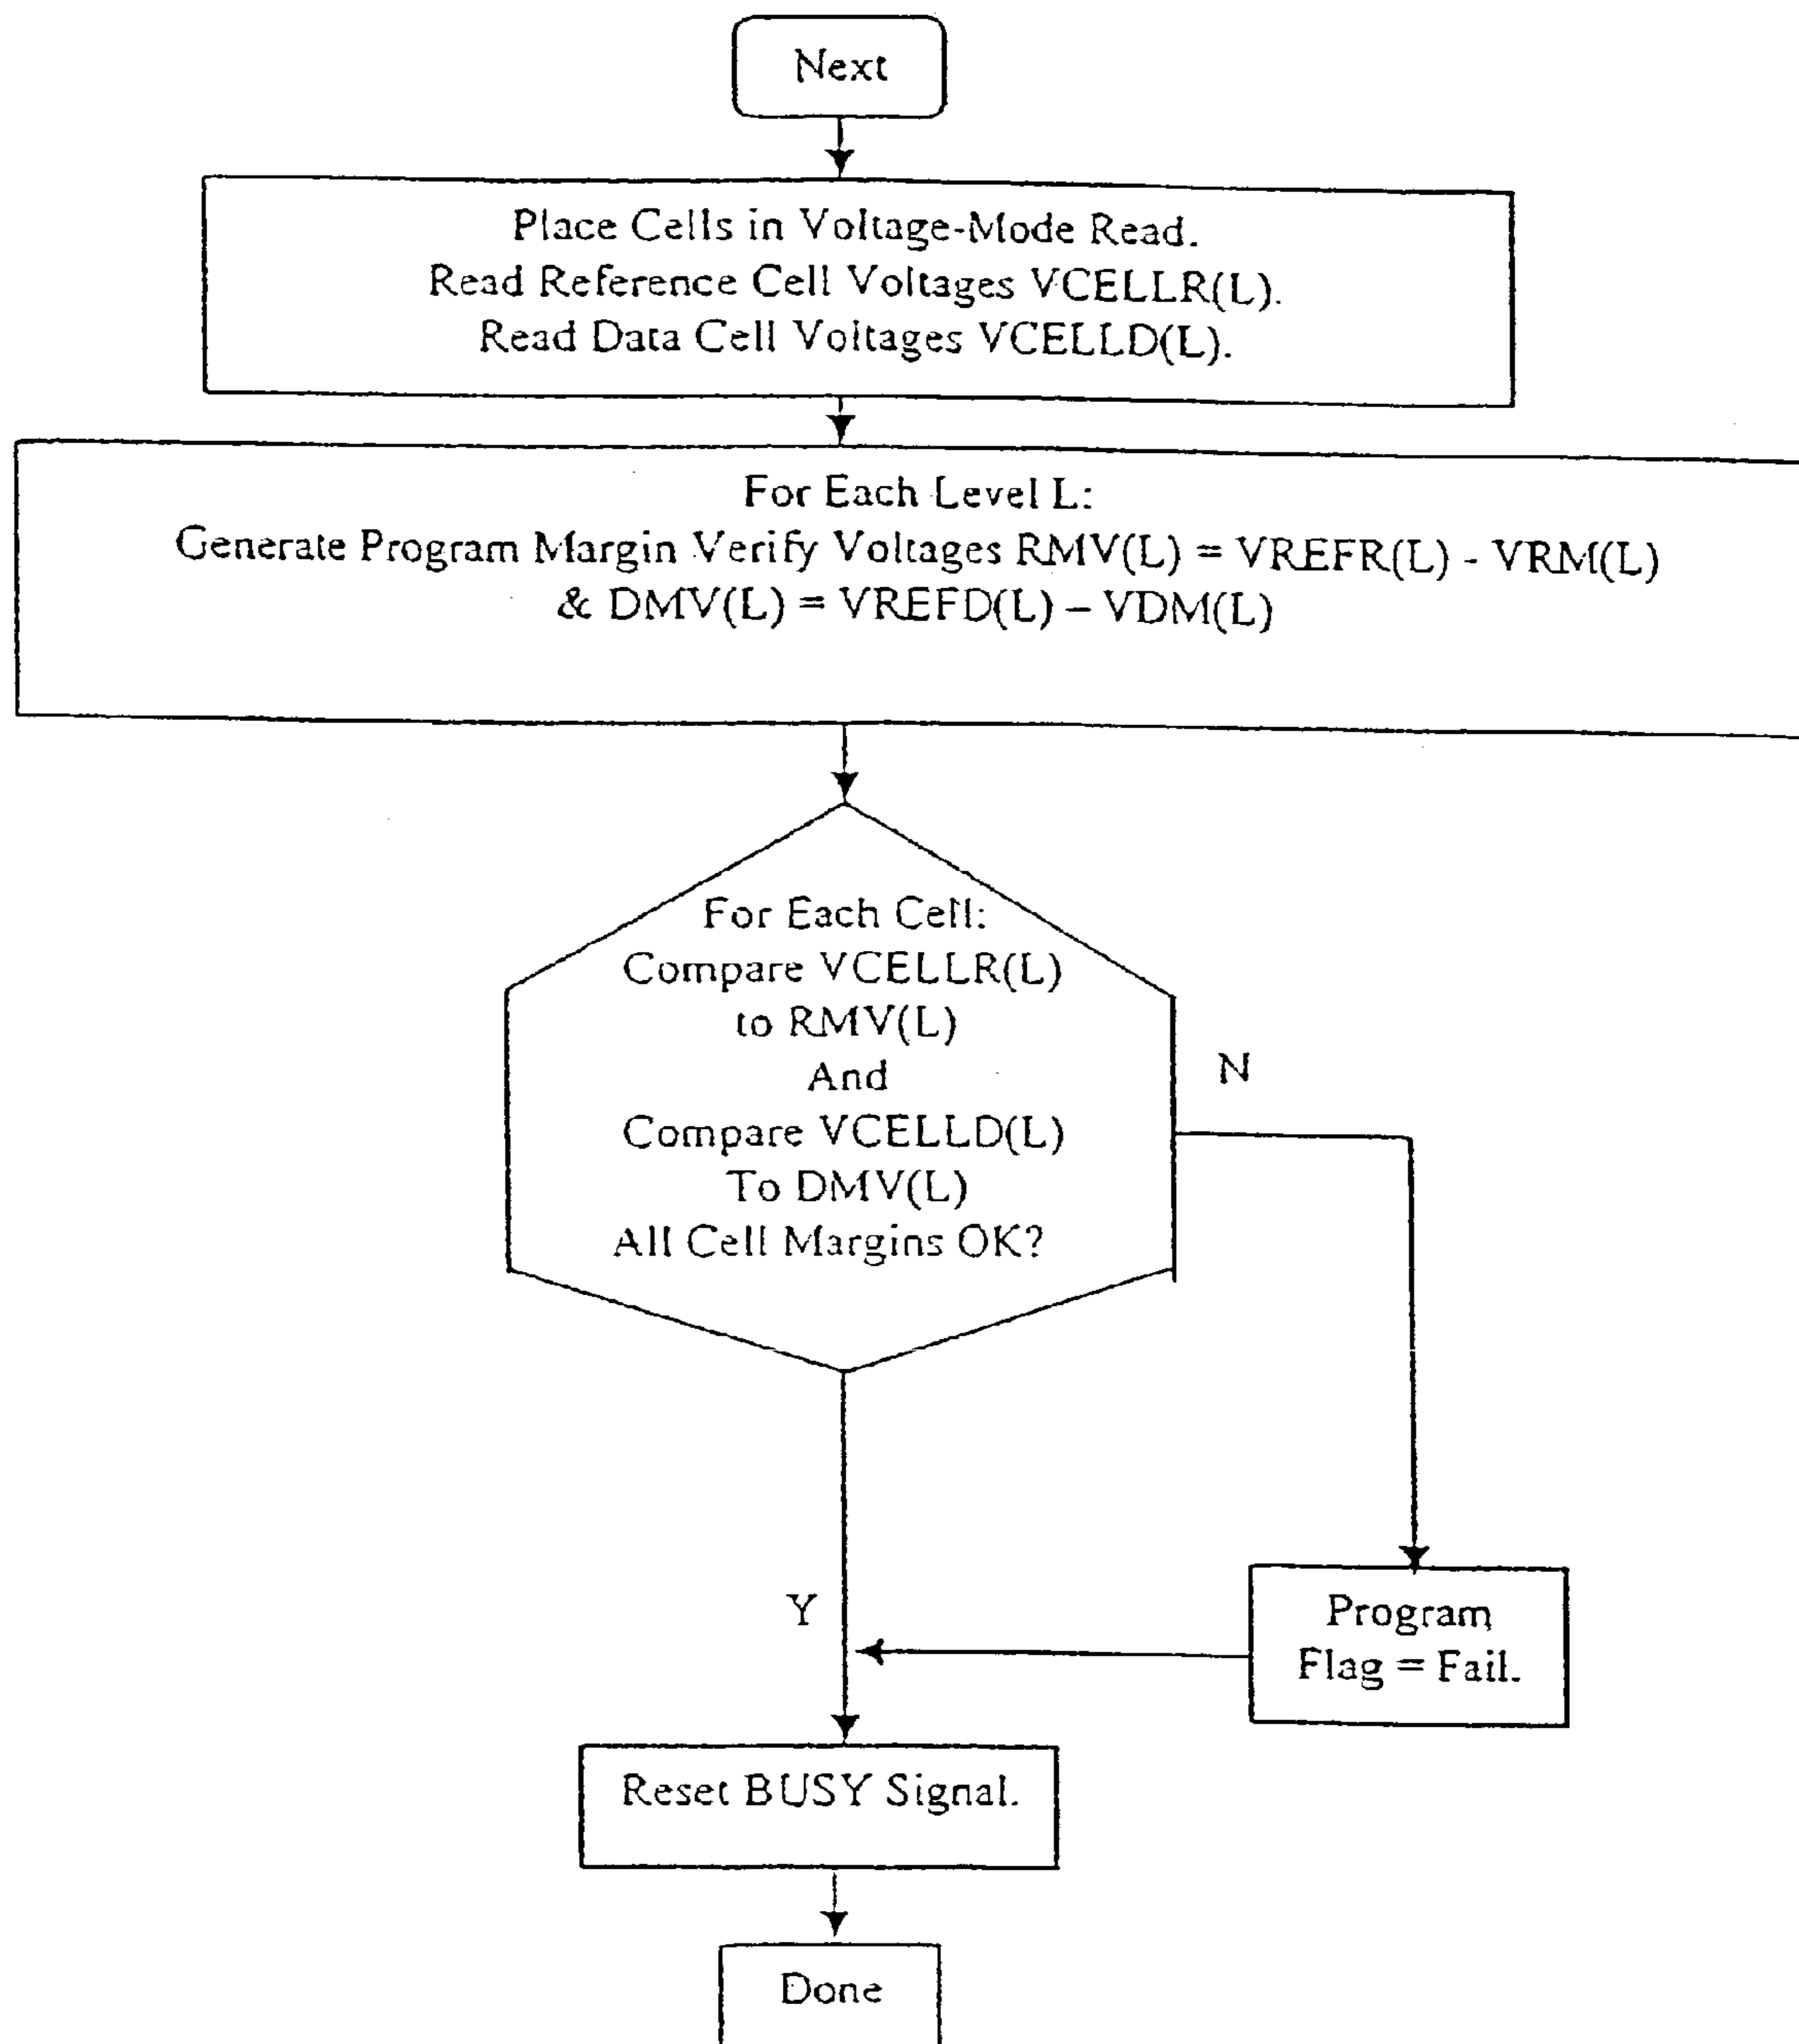 Next
Place Cells in Voltage-Mode Read.
Read Reference Cell Voltages VCELLR(L).
Read Data Cell Voltages VCELLD(L).
For Each Level L:
Generate Program Margin Verify Voltages RMV(L) = VREFR(L) - VRM(L)
& DMV(L) = VREFD(L) – VDM(L)
For Each Cell:
Compare VCELLR(L)
to RMV(L)
And
Compare VCELLD(L)
To DMV(L)
All Cell Margins OK?
N
Y
Program
Flag = Fail.
Reset BUSY Signal.
Done